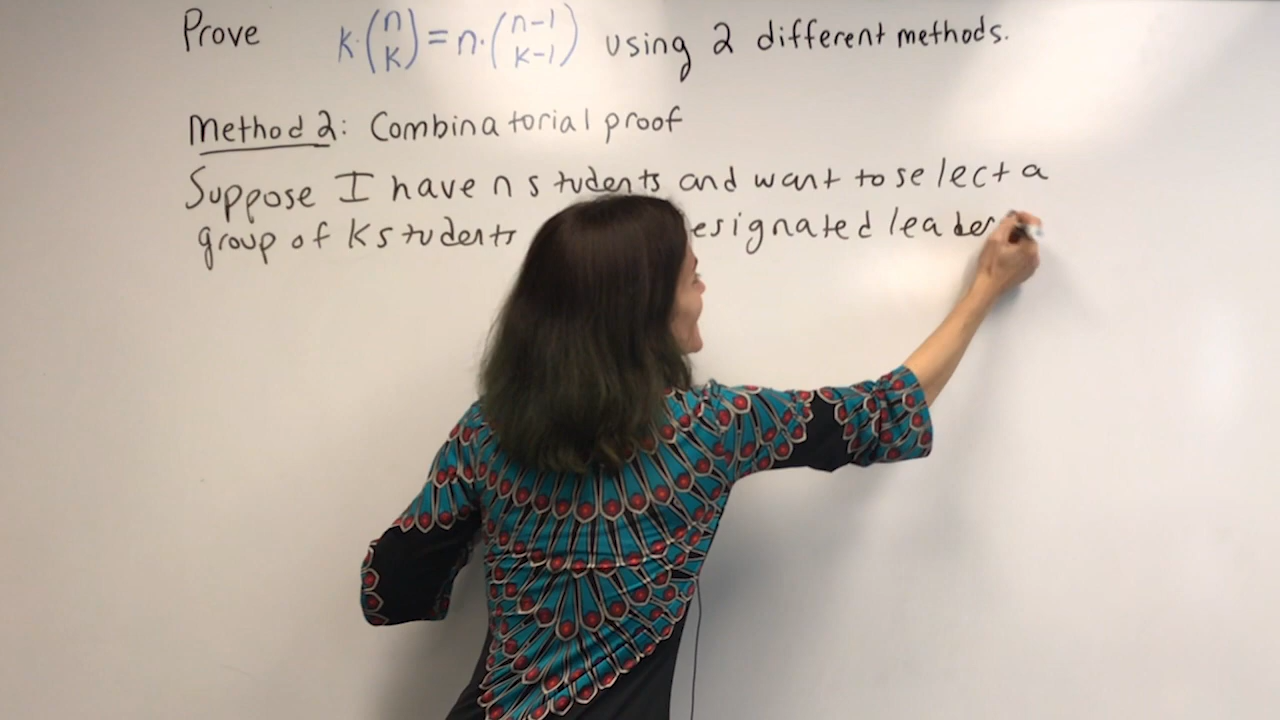 Prove k·(n k) = n·(n-1 k-1) using 2 different methods.
Method 2: Combinatorial proof
Suppose I have n students and want to select a
group of k students esignated leader